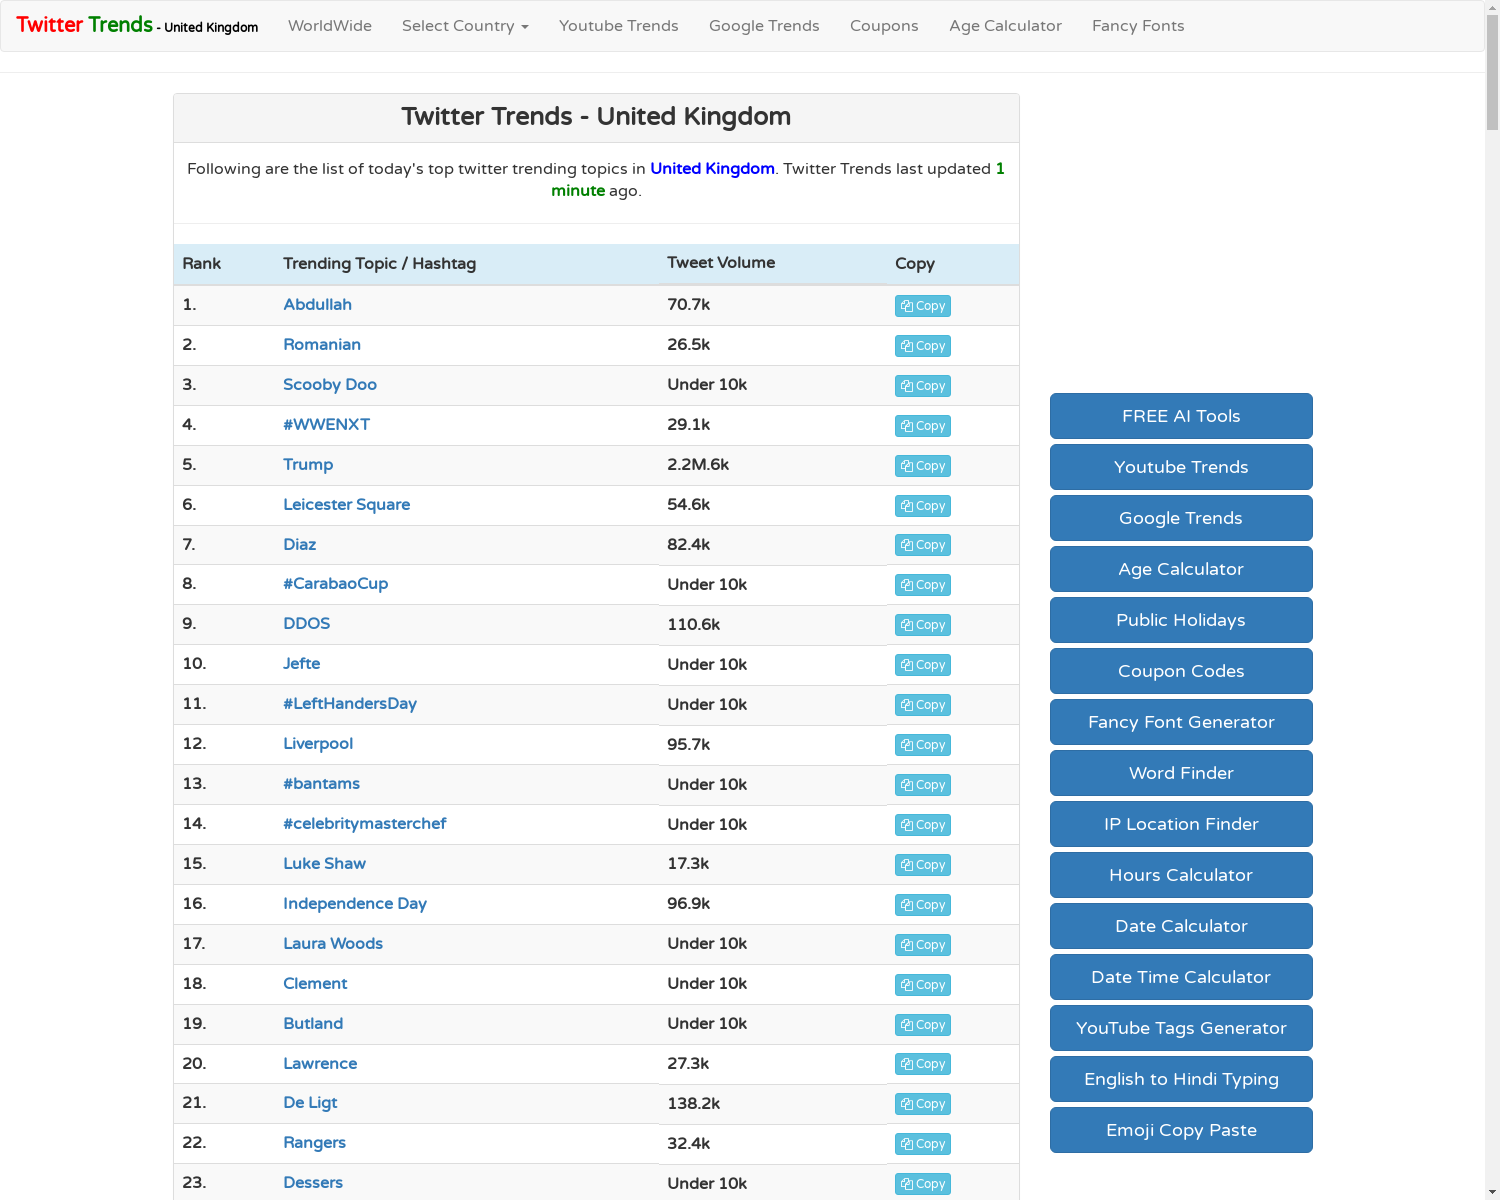 Twitter Trends - United Kingdom WorldWide Select Country Youtube Trends Google Trends Coupons Age Calculator Fancy Fonts
Twitter Trends - United Kingdom
Following are the list of today's top twitter trending topics in United Kingdom. Twitter Trends last updated 1
minute ago.
Rank Trending Topic / Hashtag Tweet Volume Copy
1. Abdullah 70.7k Copy
2. Romanian 26.5k Copy
3. Scooby Doo Under 10k Copy
4. #WWENXT 29.1k Copy
5. Trump 2.2M.6k Copy
6. Leicester Square 54.6k Copy
7. Diaz 82.4k Copy
8. #CarabaoCup Under 10k Copy
9. DDOS 110.6k Copy
10. Jefte Under 10k Copy
11. #LeftHandersDay Under 10k Copy
12. Liverpool 95.7k Copy
13. #bantams Under 10k Copy
14. #celebritymasterchef Under 10k Copy
15. Luke Shaw 17.3k Copy
16. Independence Day 96.9k Copy
17. Laura Woods Under 10k Copy
18. Clement Under 10k Copy
19. Butland Under 10k Copy
20. Lawrence 27.3k Copy
21. De Ligt 138.2k Copy
22. Rangers 32.4k Copy
23. Dessers Under 10k Copy
FREE AI Tools
Youtube Trends
Google Trends
Age Calculator
Public Holidays
Coupon Codes
Fancy Font Generator
Word Finder
IP Location Finder
Hours Calculator
Date Calculator
Date Time Calculator
YouTube Tags Generator
English to Hindi Typing
Emoji Copy Paste